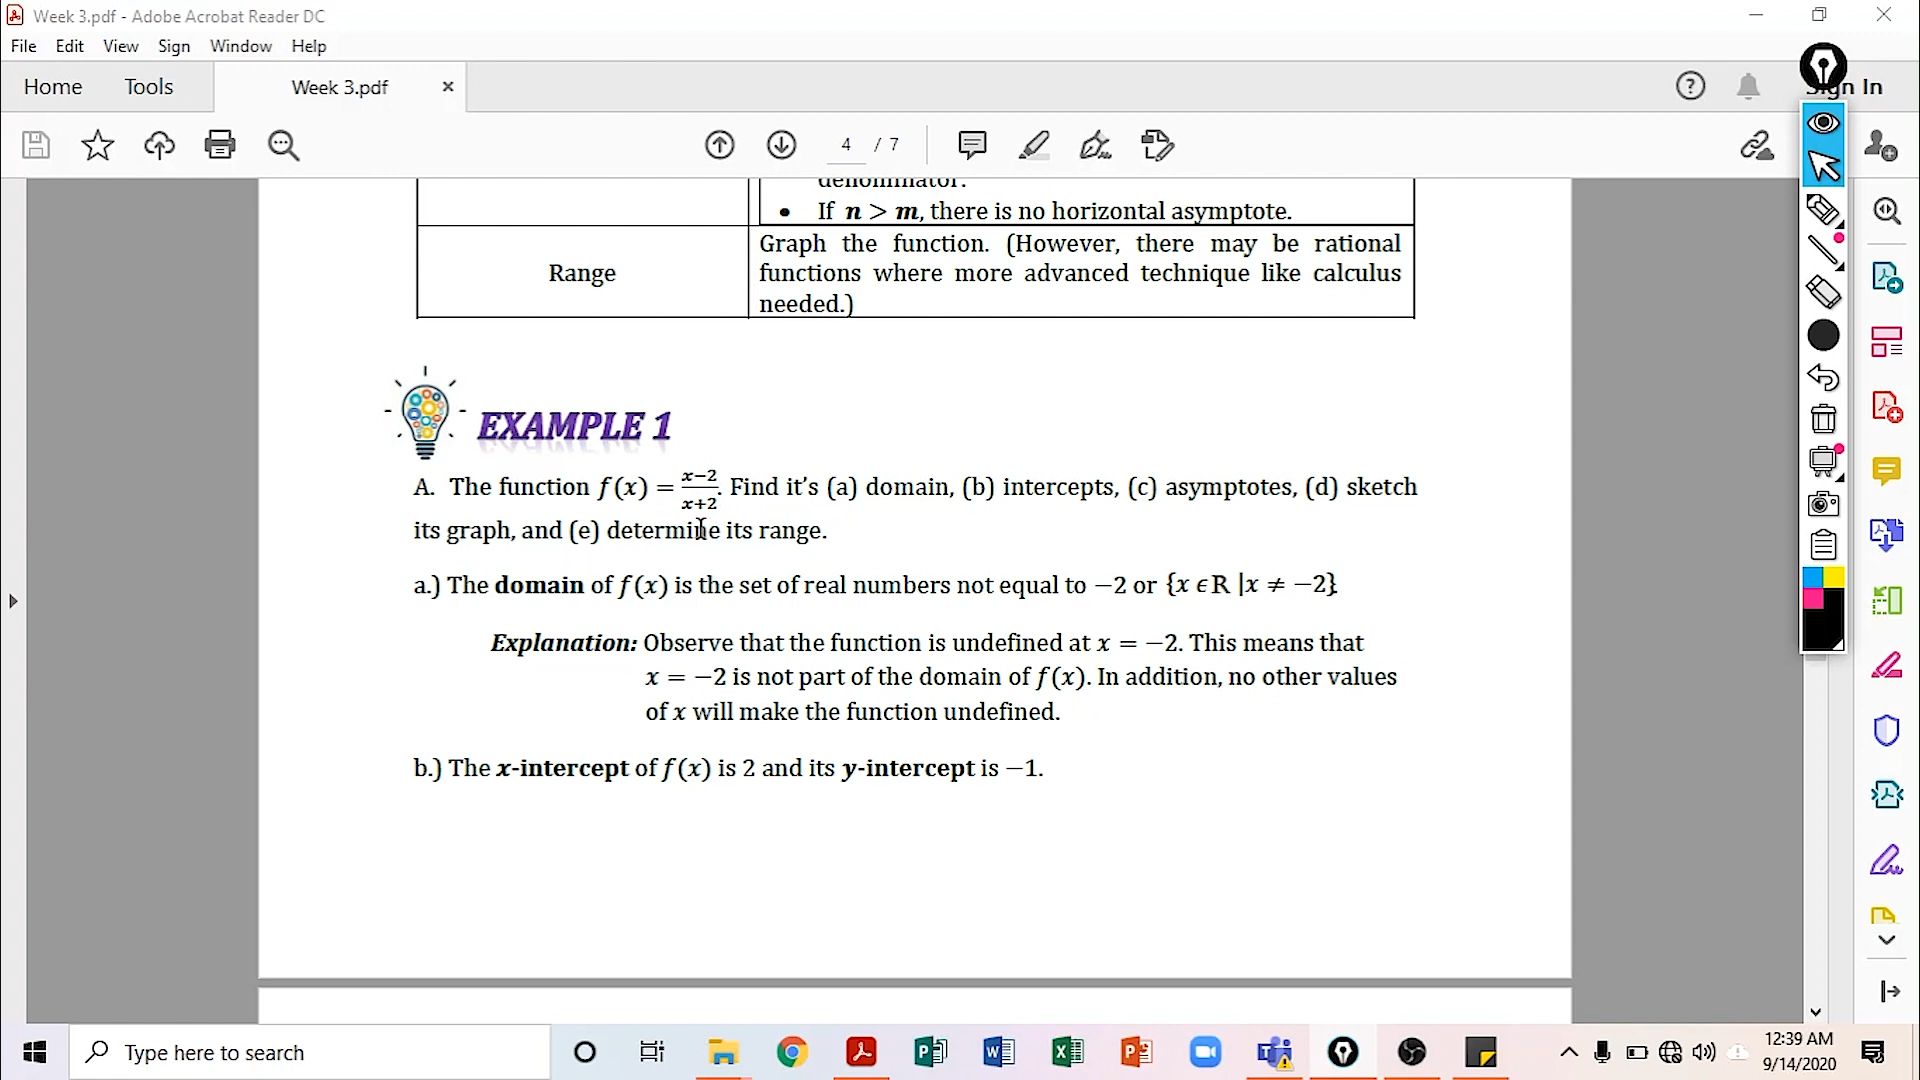 Week 3.pdf - Adobe Acrobat Reader DC
File Edit View Sign Window Help
Home Tools Week 3.pdf × Sign In
4 / 7
denominator.
• If n > m, there is no horizontal asymptote.
Range
Graph the function. (However, there may be rational
functions where more advanced technique like calculus
needed.)
EXAMPLE 1
A. The function f(x) = x−2/x+2. Find it's (a) domain, (b) intercepts, (c) asymptotes, (d) sketch
its graph, and (e) determine its range.
a.) The domain of f(x) is the set of real numbers not equal to −2 or {x ϵR |x ≠ −2}.
Explanation: Observe that the function is undefined at x = −2. This means that
x = −2 is not part of the domain of f(x). In addition, no other values
of x will make the function undefined.
b.) The x-intercept of f(x) is 2 and its y-intercept is −1.
Type here to search
12:39 AM
9/14/2020